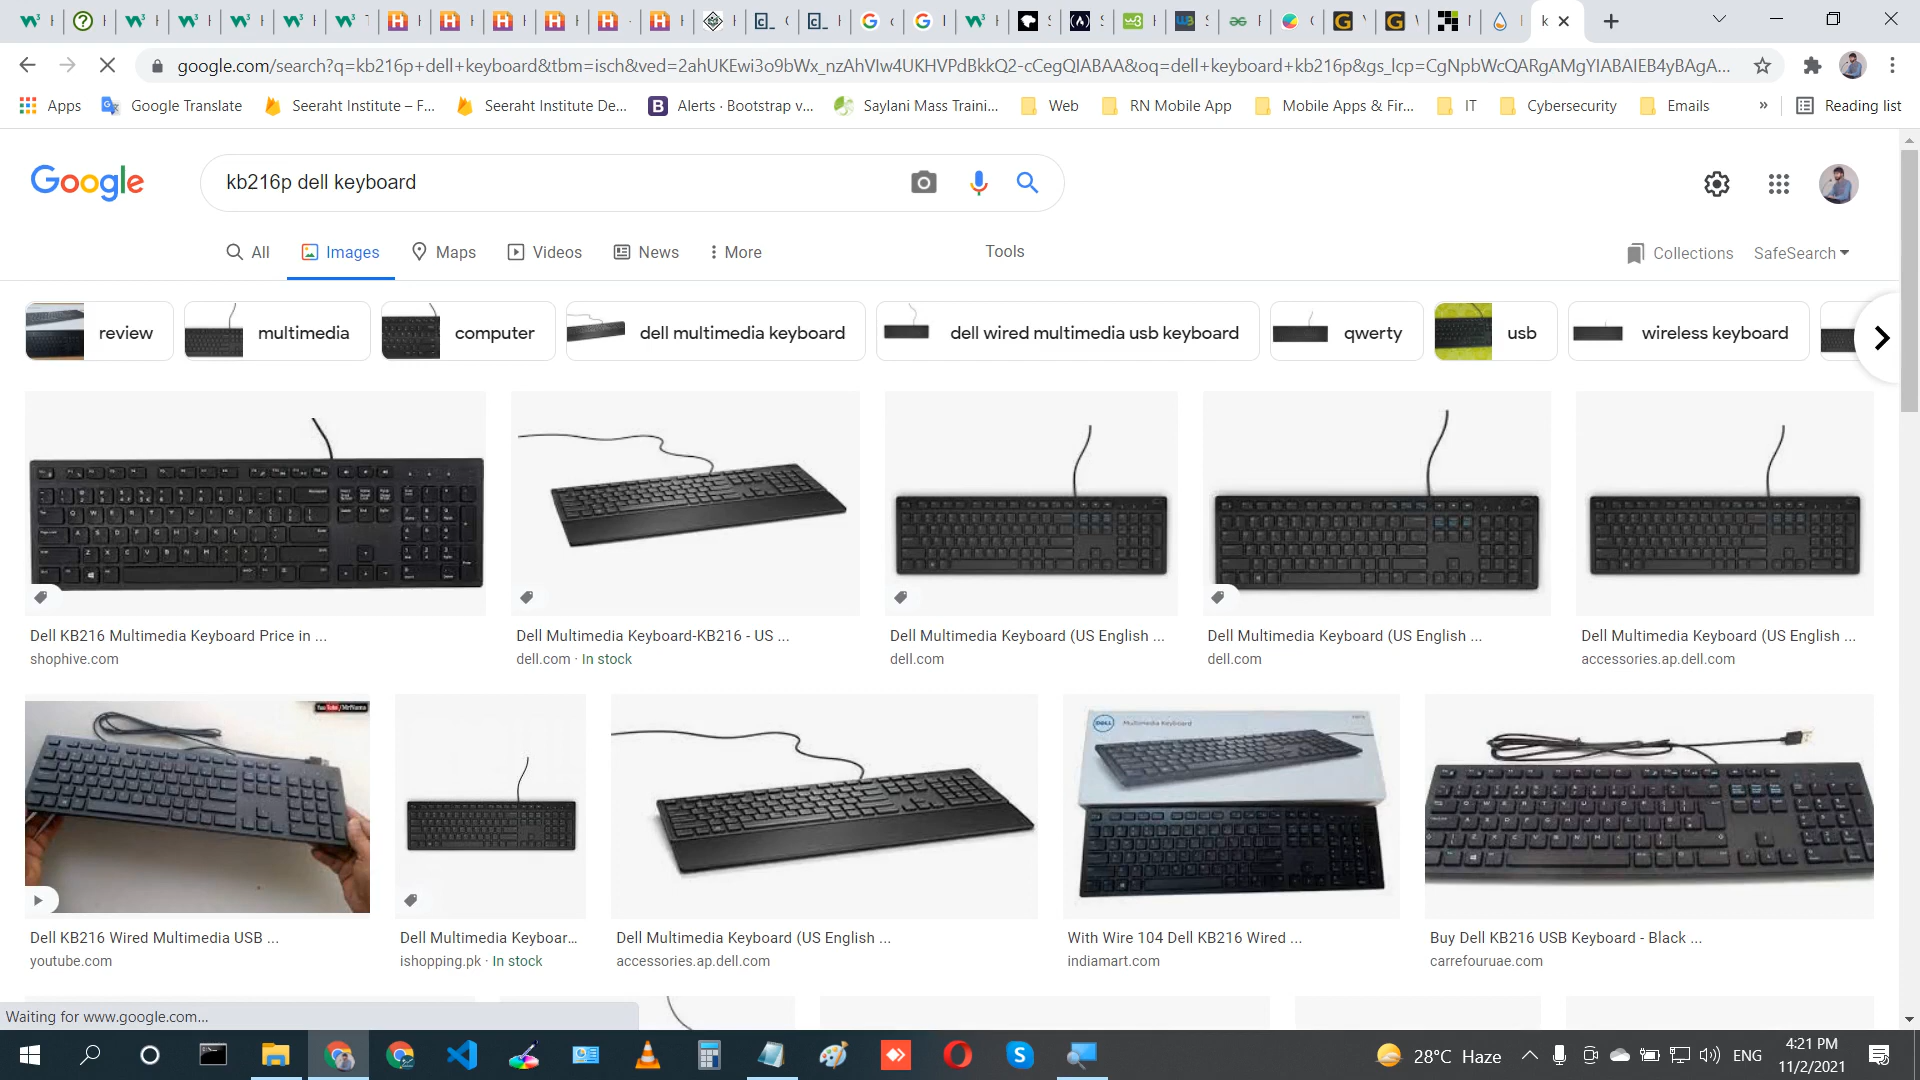 google.com/search?q=kb216p+dell+keyboard&tbm=isch&ved=2ahUKEwi3o9bWx_nzAhVIw4UKHVPdBkkQ2-cCegQIABAA&oq=dell+keyboard+kb216p&gs_lcp=CgNpbWcQARgAMgYIABAIEB4yBAgA...
Apps Google Translate Seeraht Institute – F... Seeraht Institute De... Alerts · Bootstrap v... Saylani Mass Traini... Web RN Mobile App Mobile Apps & Fir... IT Cybersecurity Emails » Reading list
Google kb216p dell keyboard
All Images Maps Videos News More Tools Collections SafeSearch
review multimedia computer dell multimedia keyboard dell wired multimedia usb keyboard qwerty usb wireless keyboard
Dell KB216 Multimedia Keyboard Price in ...
shophive.com
Dell Multimedia Keyboard-KB216 - US ...
dell.com · In stock
Dell Multimedia Keyboard (US English ...
dell.com
Dell Multimedia Keyboard (US English ...
dell.com
Dell Multimedia Keyboard (US English ...
accessories.ap.dell.com
Dell KB216 Wired Multimedia USB ...
youtube.com
Dell Multimedia Keyboar...
ishopping.pk · In stock
Dell Multimedia Keyboard (US English ...
accessories.ap.dell.com
DELL Multimedia Keyboard
With Wire 104 Dell KB216 Wired ...
indiamart.com
Buy Dell KB216 USB Keyboard - Black ...
carrefouruae.com
Waiting for www.google.com...
28°C Haze ENG
4:21 PM
11/2/2021